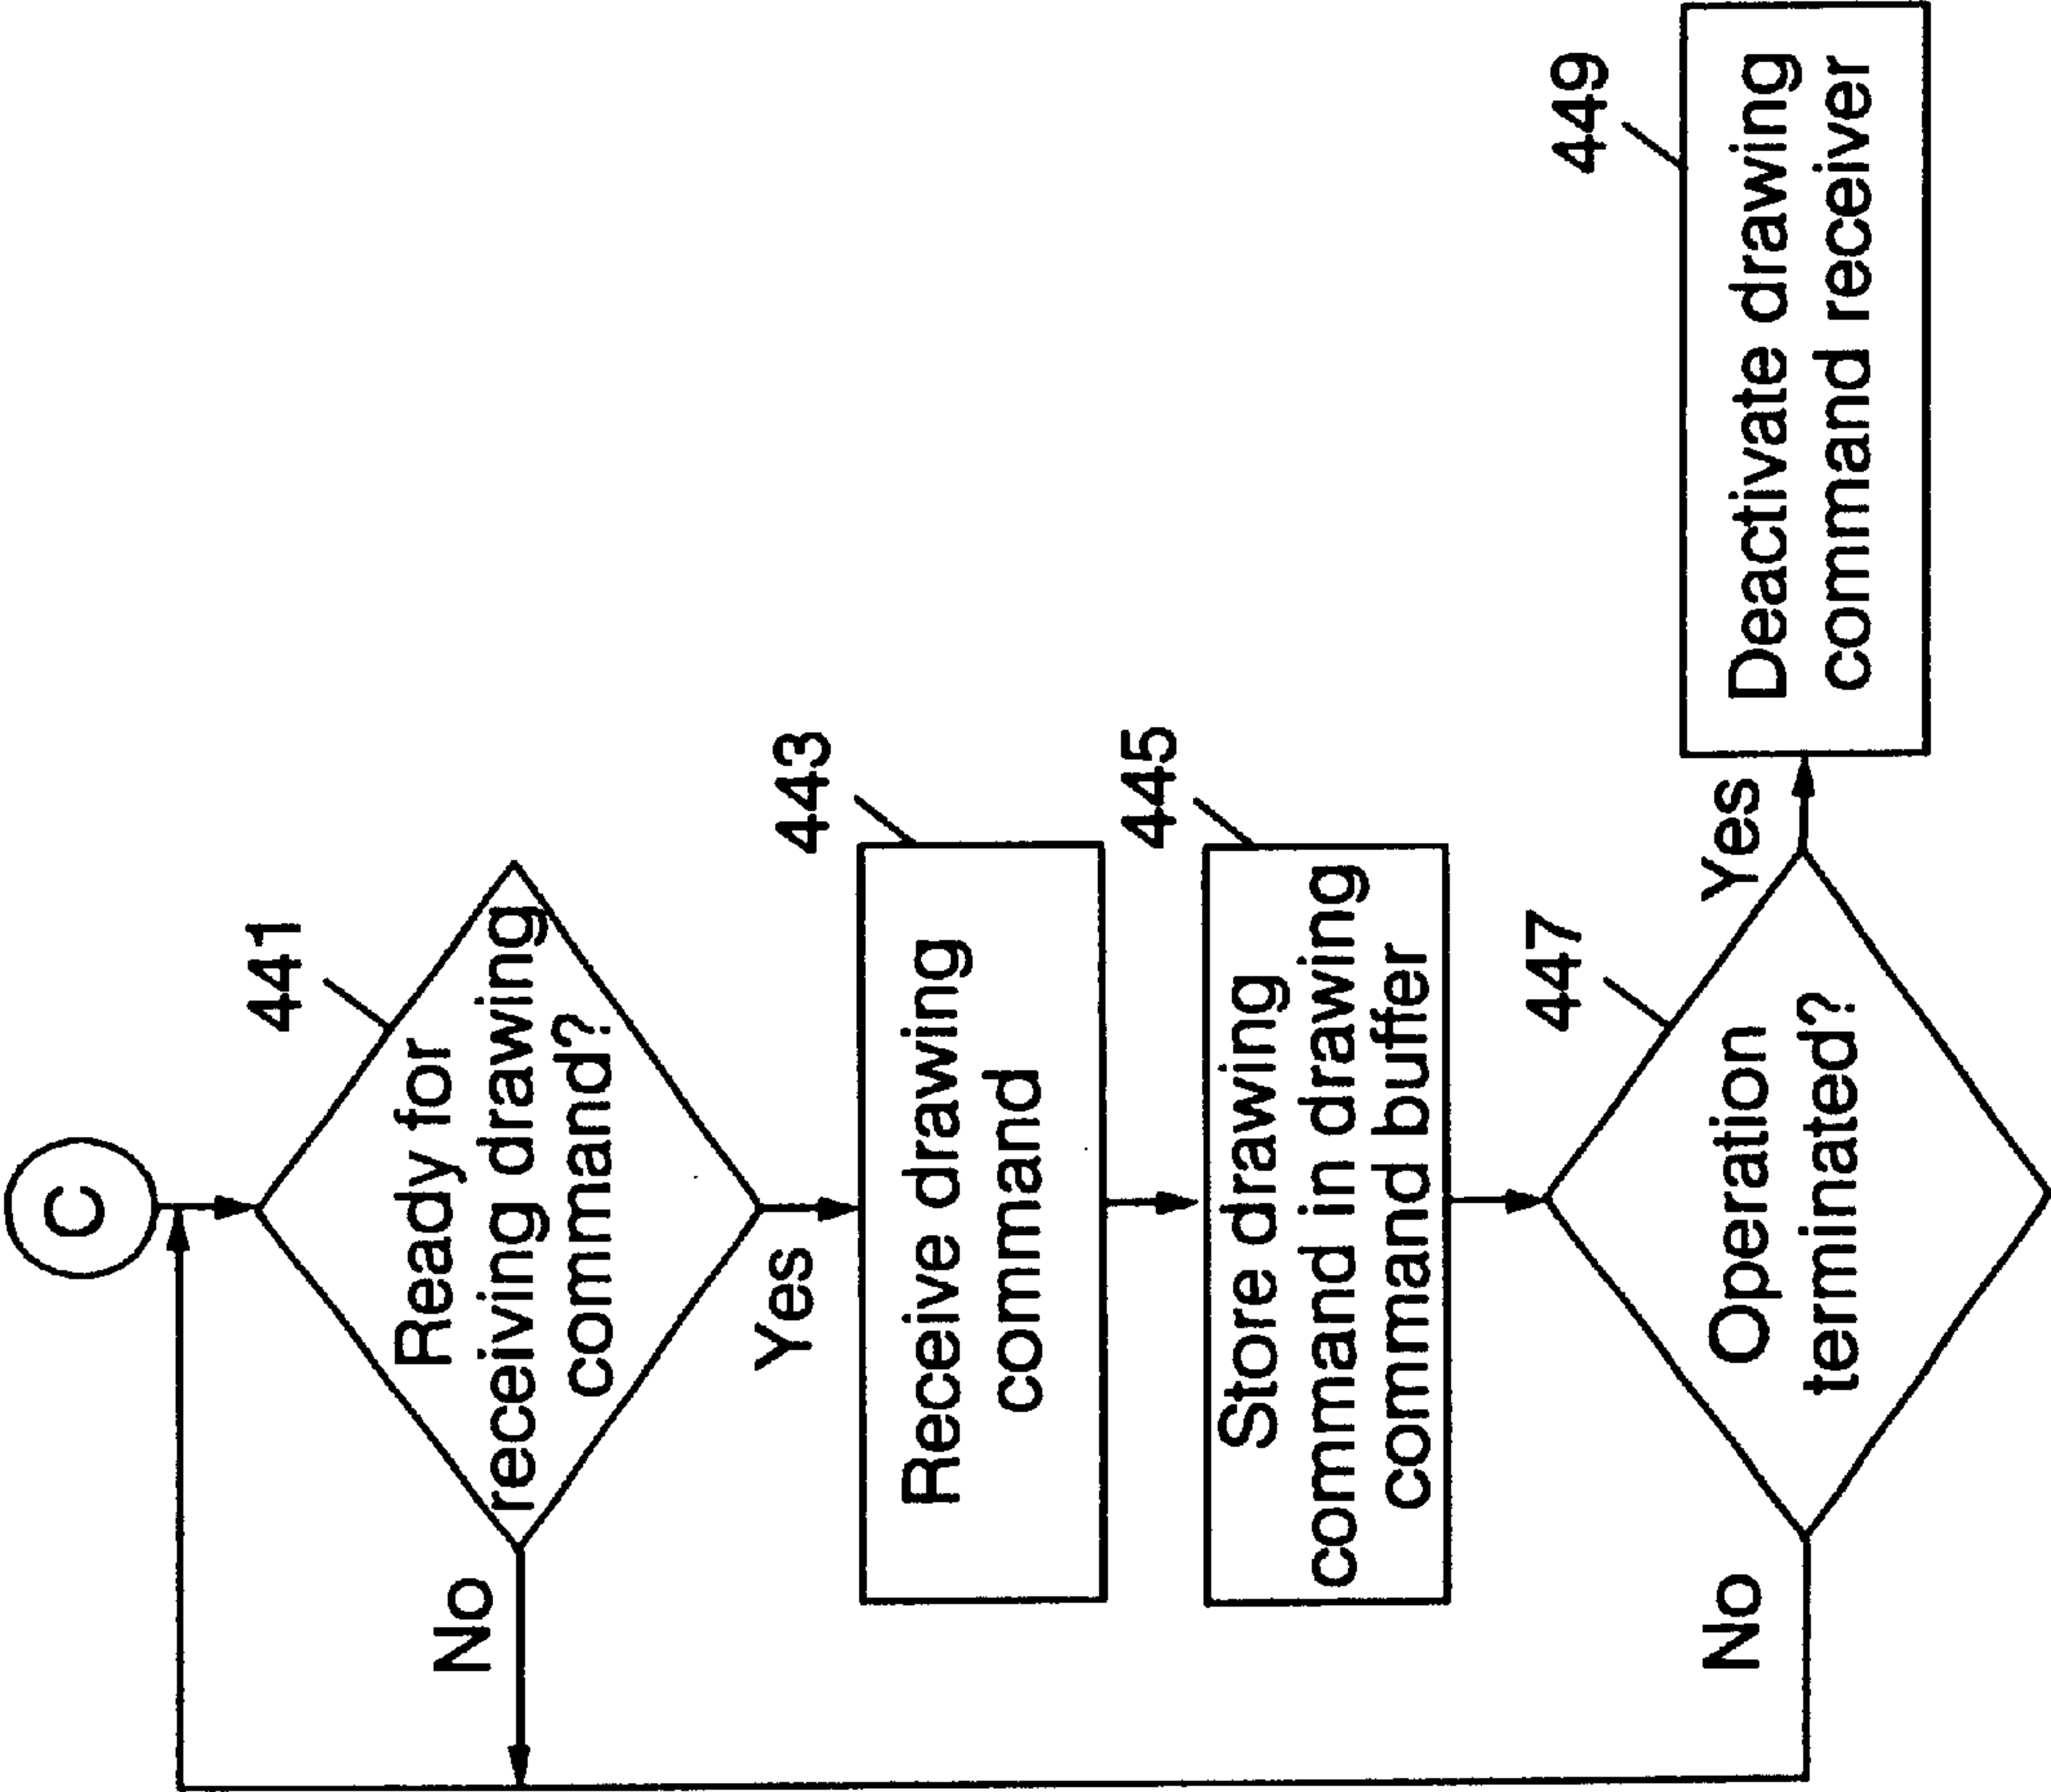 C
441
Ready for
receiving drawing
command?
No
Yes
443
Receive drawing
command
445
Store drawing
command in drawing
command buffer
447
Operation
terminated?
No
Yes
449
Deactivate drawing
command receiver